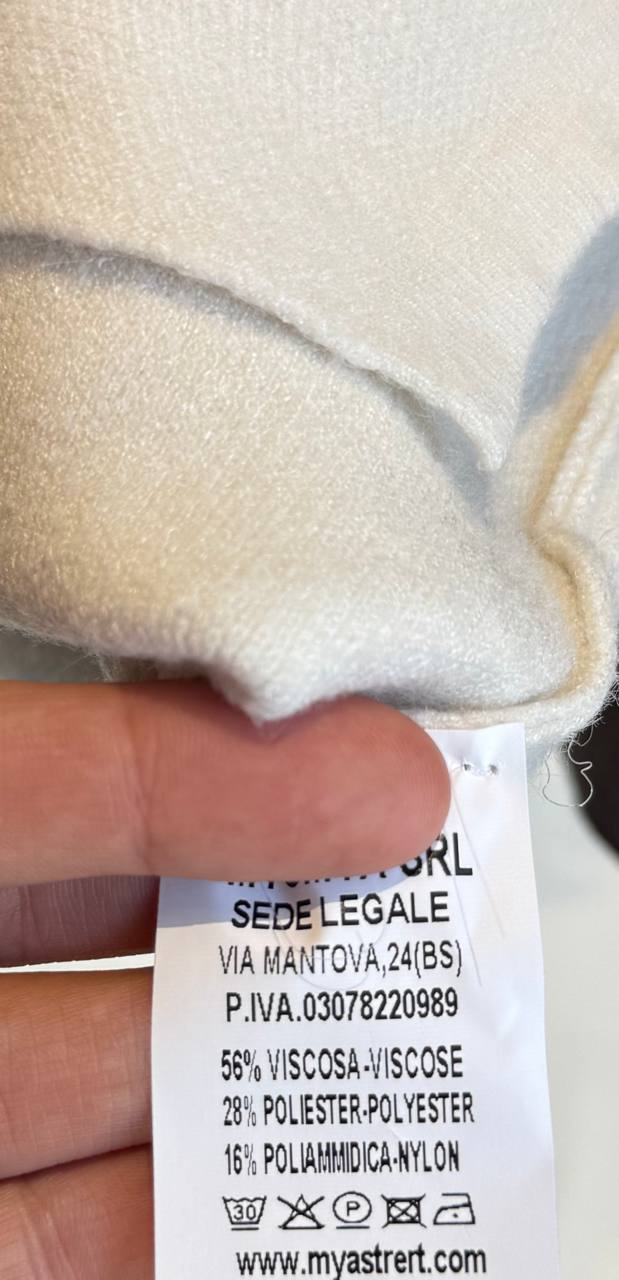 SRL
SEDE LEGALE
VIA MANTOVA,24(BS)
P.IVA.03078220989
56% VISCOSA-VISCOSE
28% POLIESTER-POLYESTER
16% POLIAMMIDICA-NYLON
30 P
www.myastrert.com